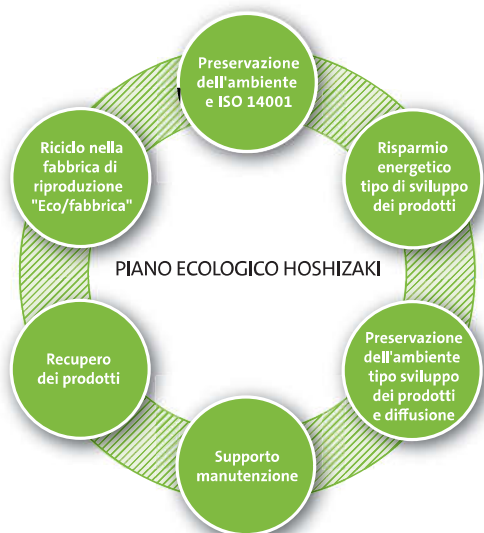 Preservazione
dell'ambiente
e ISO 14001
Risparmio
energetico
tipo di sviluppo
dei prodotti
Preservazione
dell'ambiente
tipo sviluppo
dei prodotti
e diffusione
Supporto
manutenzione
Recupero
dei prodotti
Riciclo nella
fabbrica di
riproduzione
"Eco/fabbrica"
PIANO ECOLOGICO HOSHIZAKI